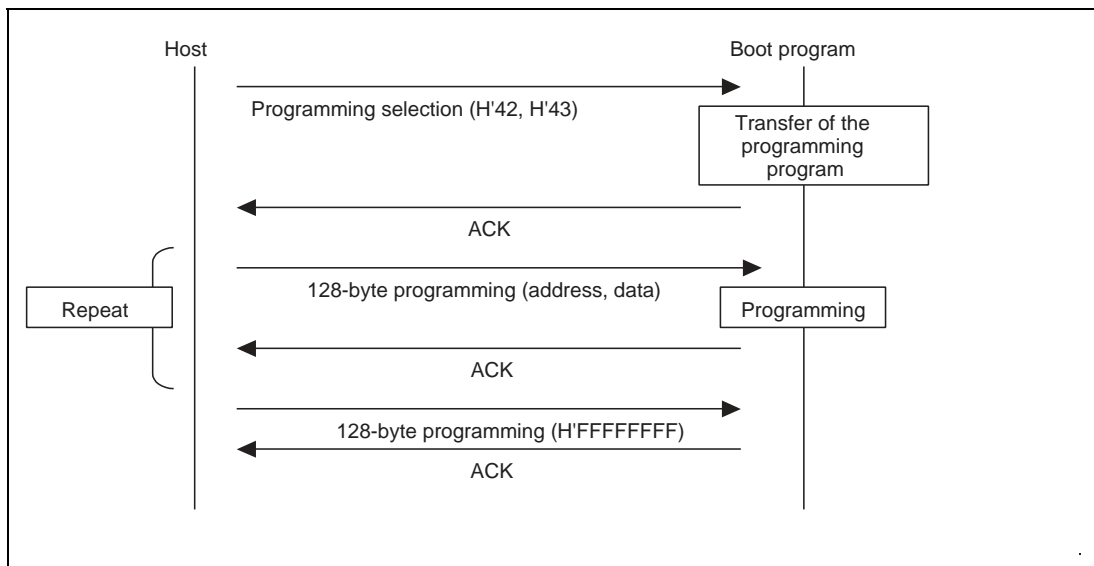 Host
Boot program
Programming selection (H'42, H'43)
Transfer of the
programming
program
ACK
Repeat
128-byte programming (address, data)
Programming
ACK
128-byte programming (H'FFFFFFFF)
ACK